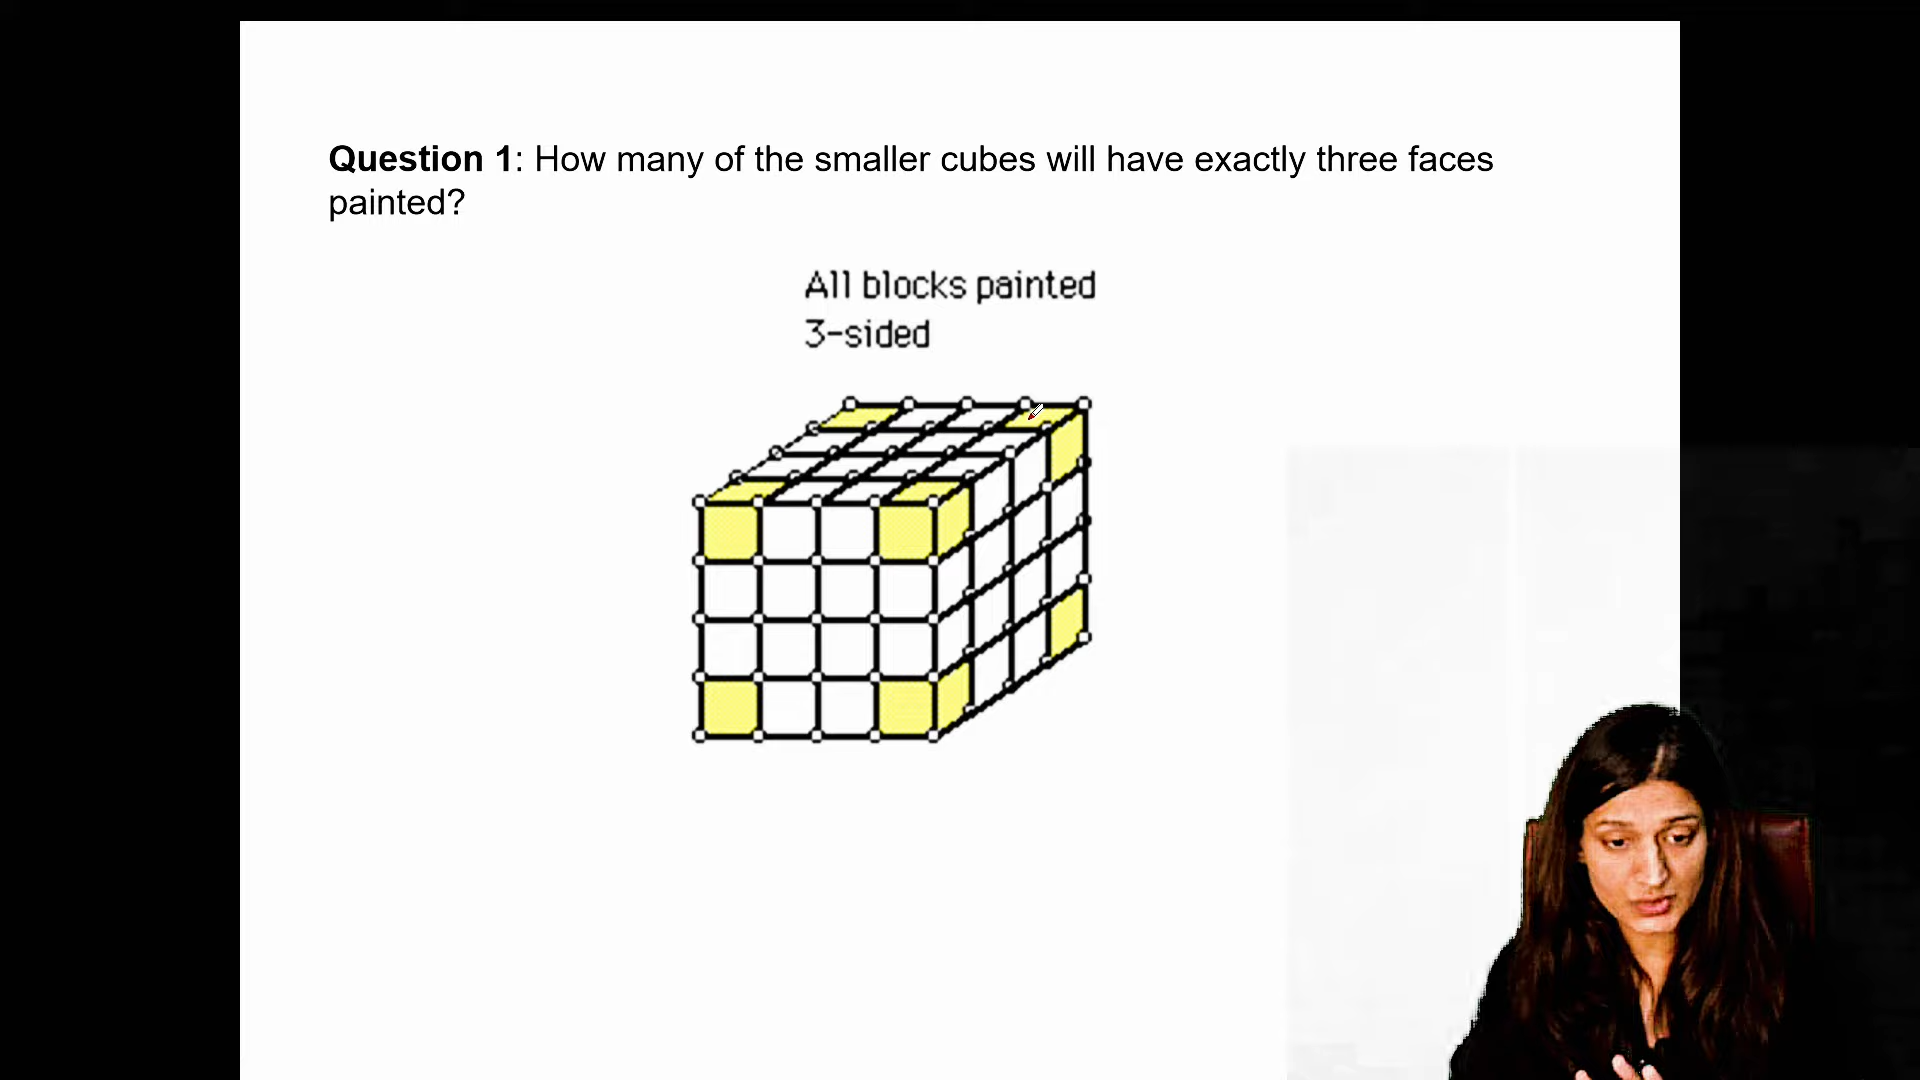 Question 1: How many of the smaller cubes will have exactly three faces
painted?
All blocks painted
3-sided